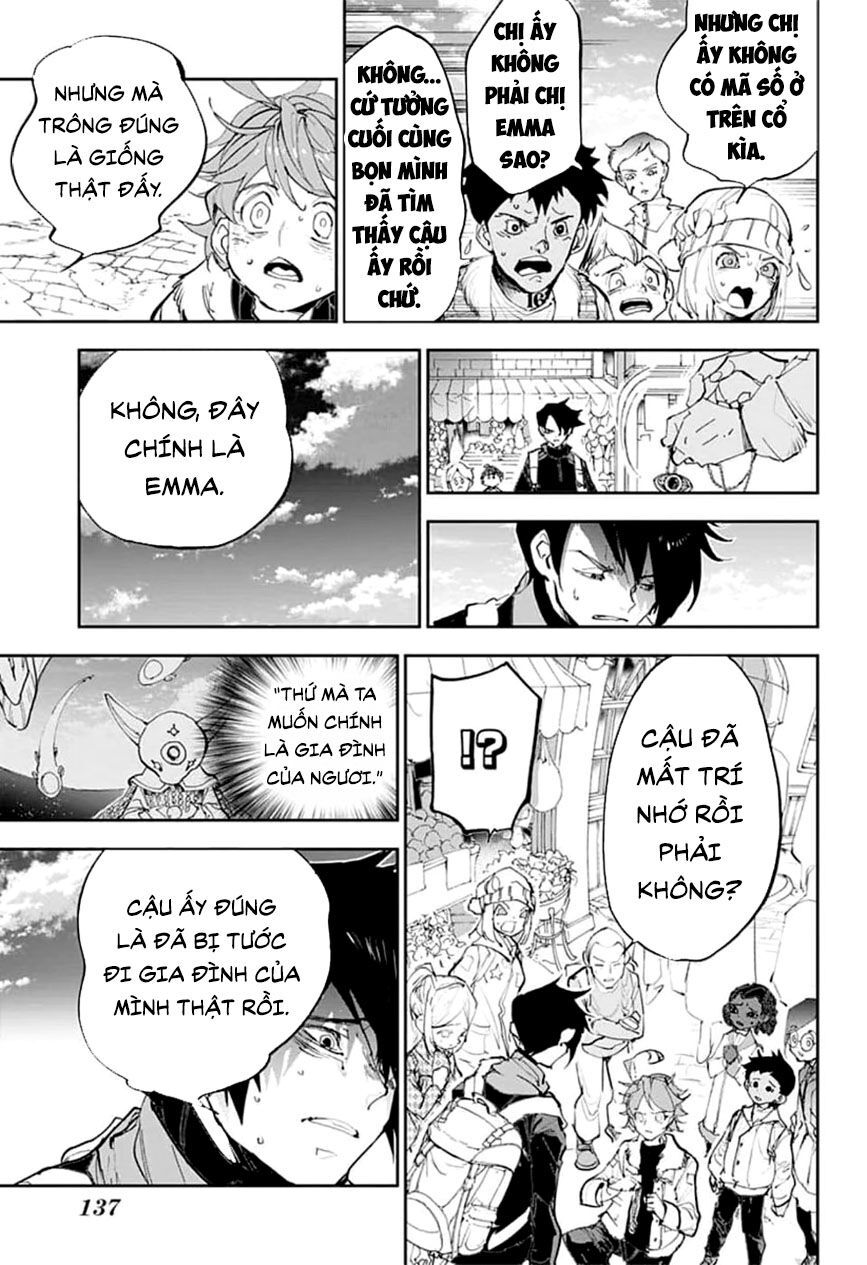 NHƯNG CHỊ
ẤY KHÔNG
CÓ MÃ SỐ Ở
TRÊN CỔ
KÌA.
CHỊ ẤY
KHÔNG
PHẢI CHỊ
EMMA
SAO?
KHÔNG...
CỨ TƯỞNG
CUỐI CÙNG
BỌN MÌNH
ĐÃ TÌM
THẤY CẬU
ẤY RỒI
CHỨ.
16
NHƯNG MÀ
TRÔNG ĐÚNG
LÀ GIỐNG
THẬT ĐẤY.
KHÔNG, ĐÂY
CHÍNH LÀ
EMMA.
CẬU ĐÃ
MẤT TRÍ
NHỚ RỒI
PHẢI
KHÔNG?
!?
"THỨ MÀ TA
MUỐN CHÍNH
LÀ GIA ĐÌNH
CỦA NGƯƠI."
CẬU ẤY ĐÚNG
LÀ ĐÃ BỊ TƯỚC
ĐI GIA ĐÌNH CỦA
MÌNH THẬT RỒI.
137